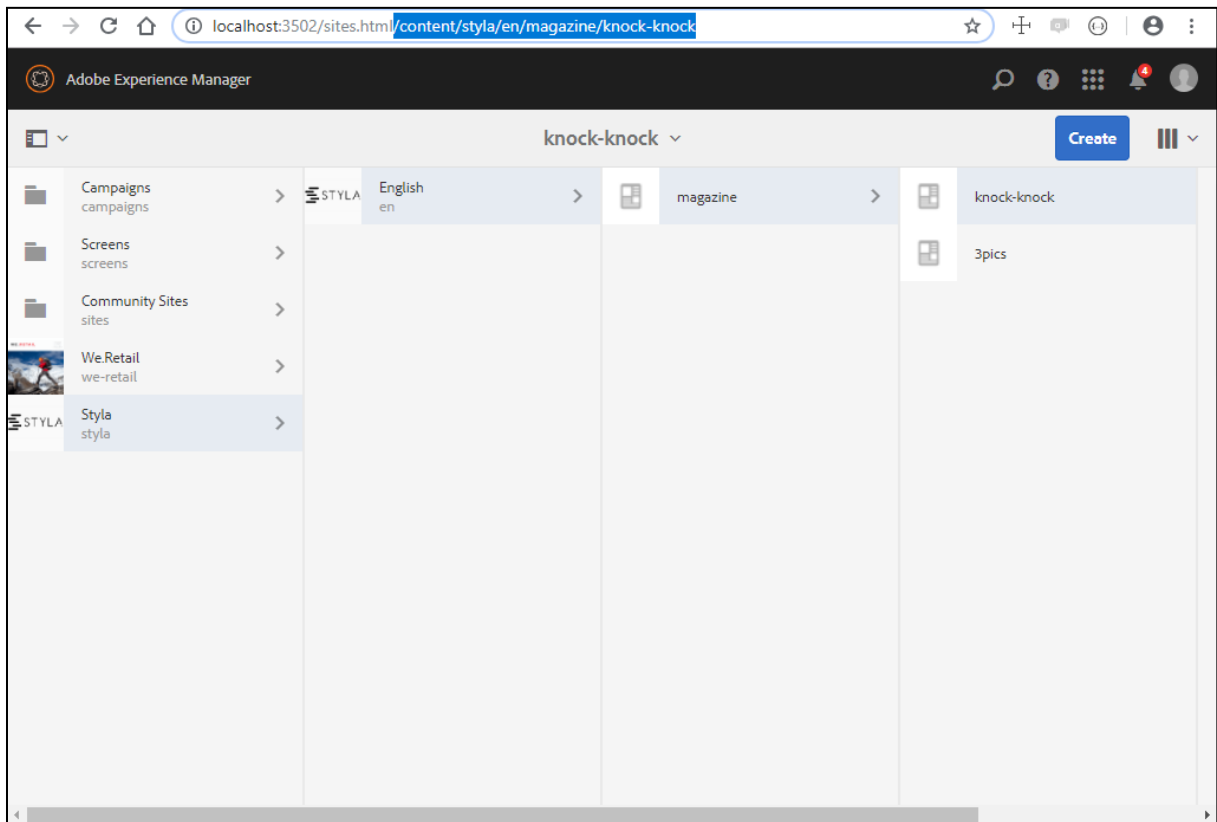 localhost:3502/sites.html/content/styla/en/magazine/knock-knock
Adobe Experience Manager
4
knock-knock
Create
Campaigns
campaigns
Screens
screens
Community Sites
sites
We.Retail
we-retail
STYLA
Styla
styla
STYLA
English
en
magazine
knock-knock
3pics